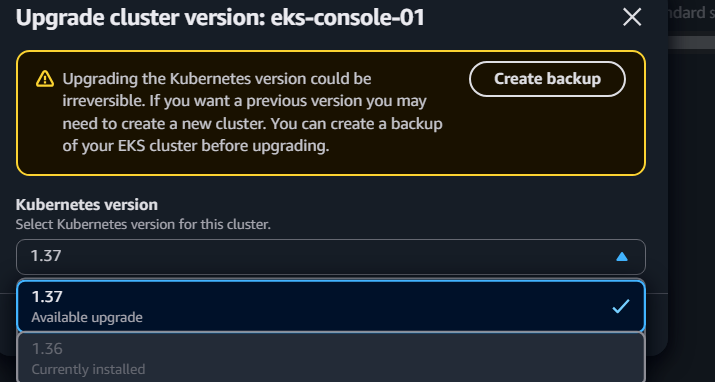 Upgrade cluster version: eks-console-01
ndard s
Upgrading the Kubernetes version could be
irreversible. If you want a previous version you may
need to create a new cluster. You can create a backup
of your EKS cluster before upgrading.
Create backup
Kubernetes version
Select Kubernetes version for this cluster.
1.37
1.37
Available upgrade
1.36
Currently installed